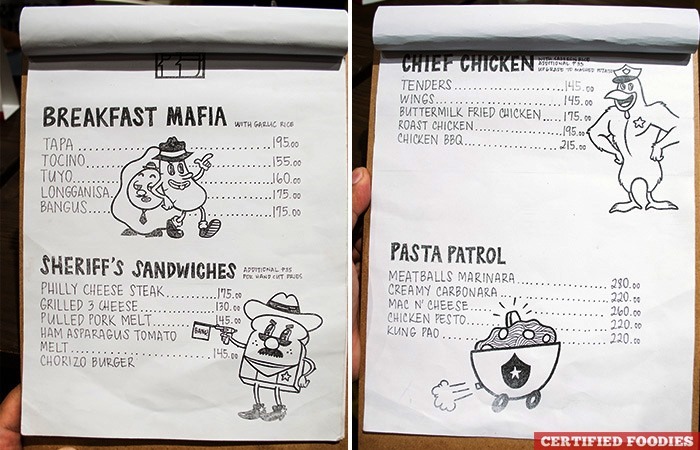 BREAKFAST MAFIA WITH GARLIC RICE
TAPA..........195.00
TOCINO..........155.00
TUYO..........160.00
LONGGANISA..........175.00
BANGUS..........175.00
SHERIFF'S SANDWICHES ADDITIONAL ₱35
FOR HAND CUT FRIES
PHILLY CHEESE STEAK..........175.00
GRILLED 3 CHEESE..........130.00
PULLED PORK MELT..........145.00
HAM ASPARAGUS TOMATO
MELT..........145.00
CHORIZO BURGER
BANG!
CHIEF CHICKEN
ADDITIONAL ₱35
UPGRADE TO MASHED POTATO
TENDERS..........145.00
WINGS..........145.00
BUTTERMILK FRIED CHICKEN....175.00
ROAST CHICKEN..........195.00
CHICKEN BBQ..........215.00
PASTA PATROL
MEATBALLS MARINARA..........280.00
CREAMY CARBONARA..........220.00
MAC N' CHEESE..........260.00
CHICKEN PESTO..........220.00
KUNG PAO..........220.00
CERTIFIED FOODIES